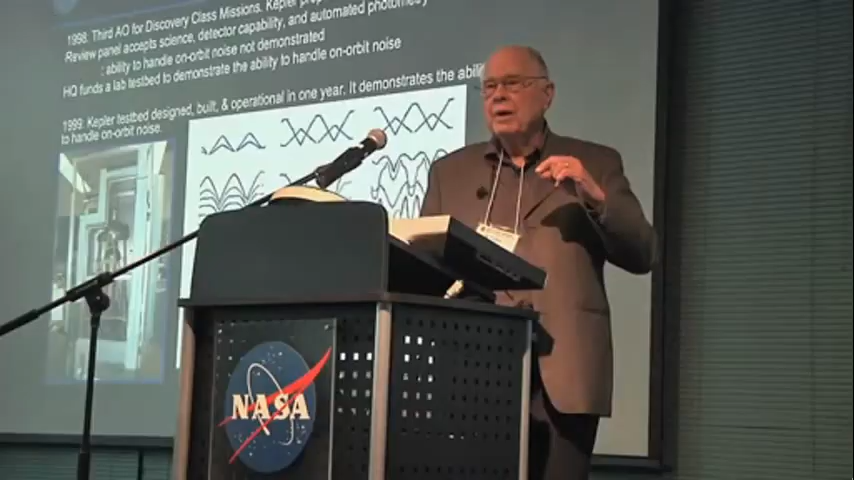 1998. Third AO for Discovery Class Missions. Kepler
Review panel accepts science, detector capability, and automated photometry
: ability to handle on-orbit noise not demonstrated
HQ funds a lab testbed to demonstrate the ability to handle on-orbit noise
1999. Kepler testbed designed, built, & operational in one year. It demonstrates the
to handle on-orbit noise.
NASA